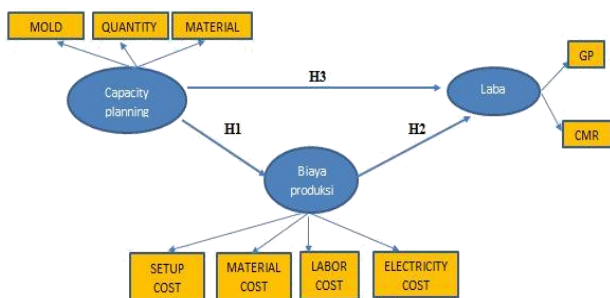 MOLD
QUANTITY
MATERIAL
GP
H3
Capacity
planning
Laba
H1
H2
CMR
Biaya
produksi
SETUP
COST
MATERIAL
COST
LABOR
COST
ELECTRICITY
COST